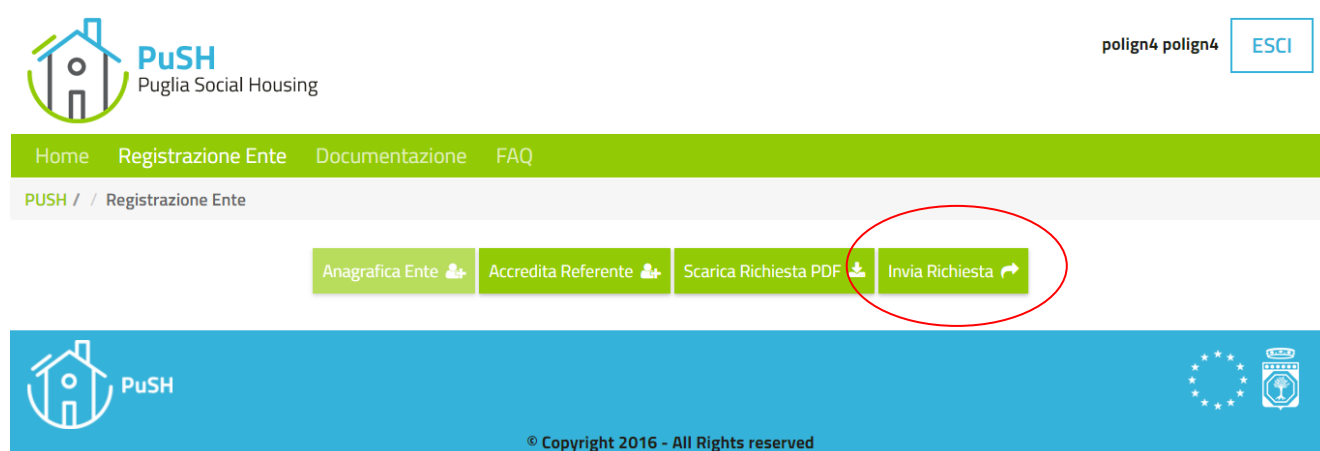 PuSH
Puglia Social Housing
polign4 polign4
ESCI
Home Registrazione Ente Documentazione FAQ
PUSH / / Registrazione Ente
Anagrafica Ente Accredita Referente Scarica Richiesta PDF Invia Richiesta
PuSH
© Copyright 2016 - All Rights reserved